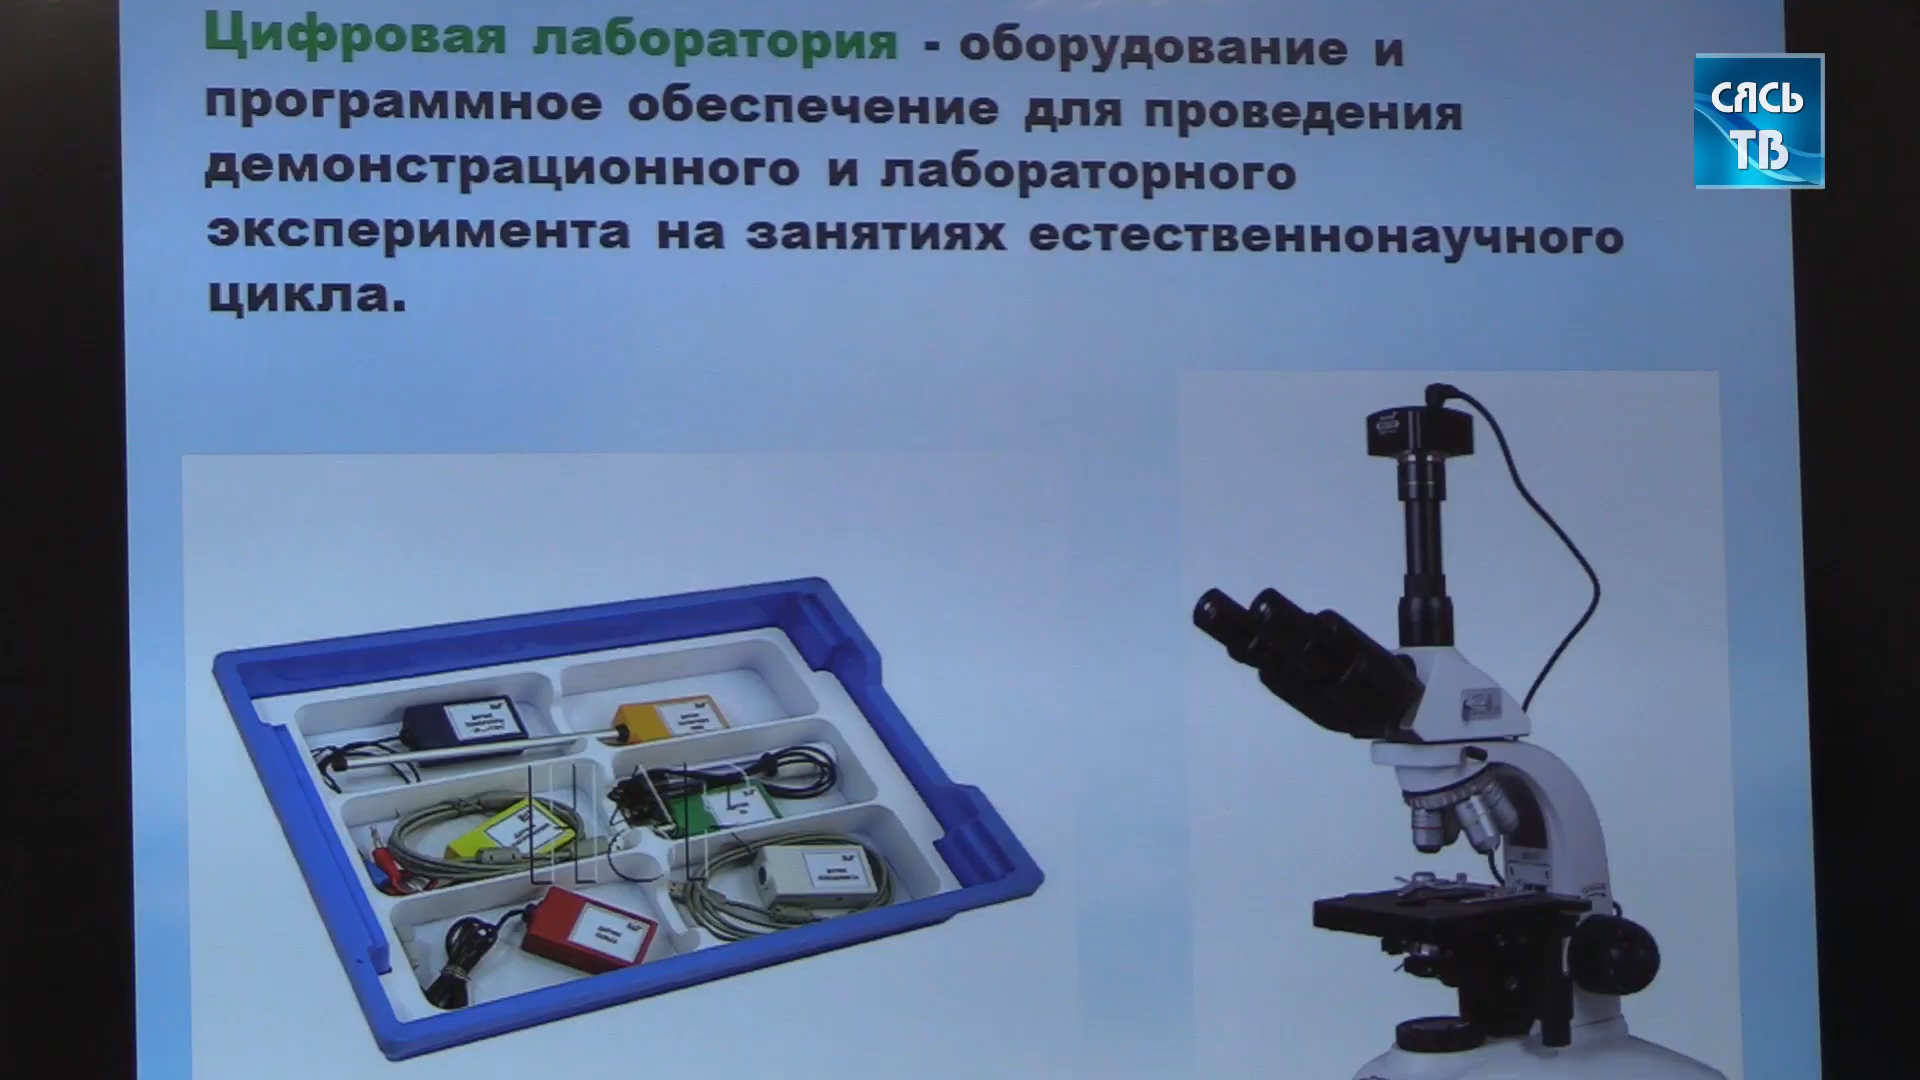 Цифровая лаборатория - оборудование и
программное обеспечение для проведения
демонстрационного и лабораторного
эксперимента на занятиях естественнонаучного
цикла.
СЯСЬ
ТВ